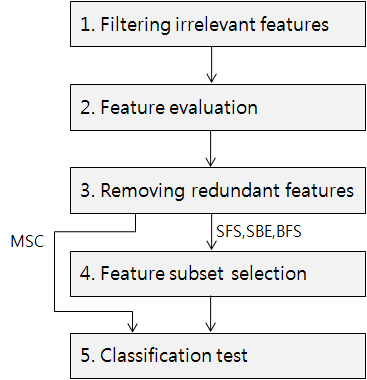 1. Filtering irrelevant features
2. Feature evaluation
3. Removing redundant features
MSC
SFS,SBE,BFS
4. Feature subset selection
5. Classification test